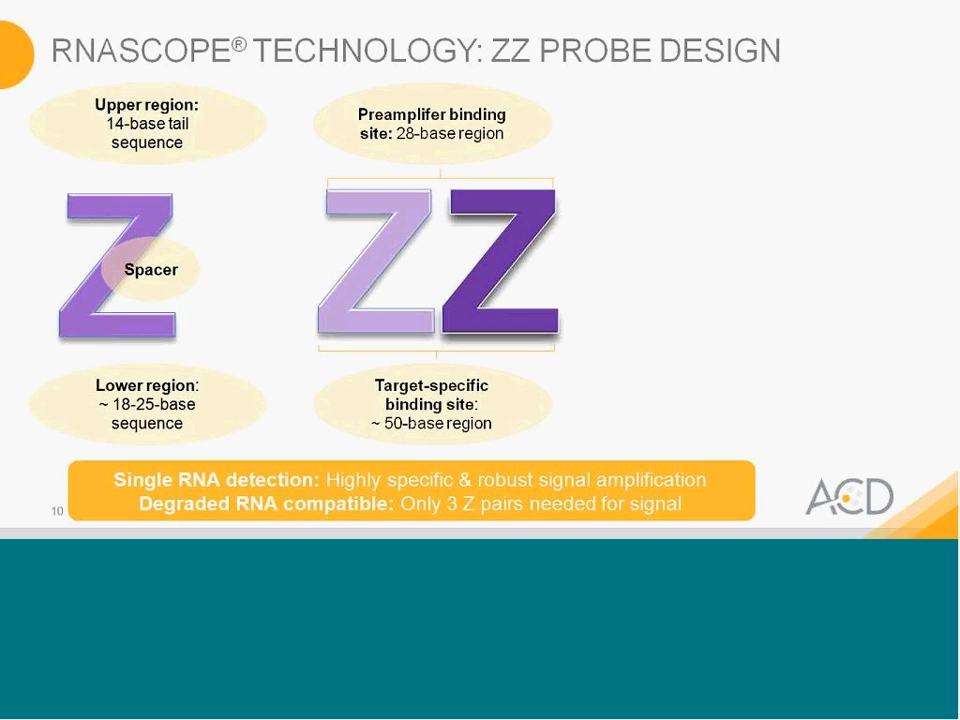 RNASCOPE® TECHNOLOGY: ZZ PROBE DESIGN
Upper region:
14-base tail
sequence
Preamplifer binding
site: 28-base region
Z
Spacer
ZZ
Lower region:
~ 18-25-base
sequence
Target-specific
binding site:
~ 50-base region
Single RNA detection: Highly specific & robust signal amplification
Degraded RNA compatible: Only 3 Z pairs needed for signal
10
ACD